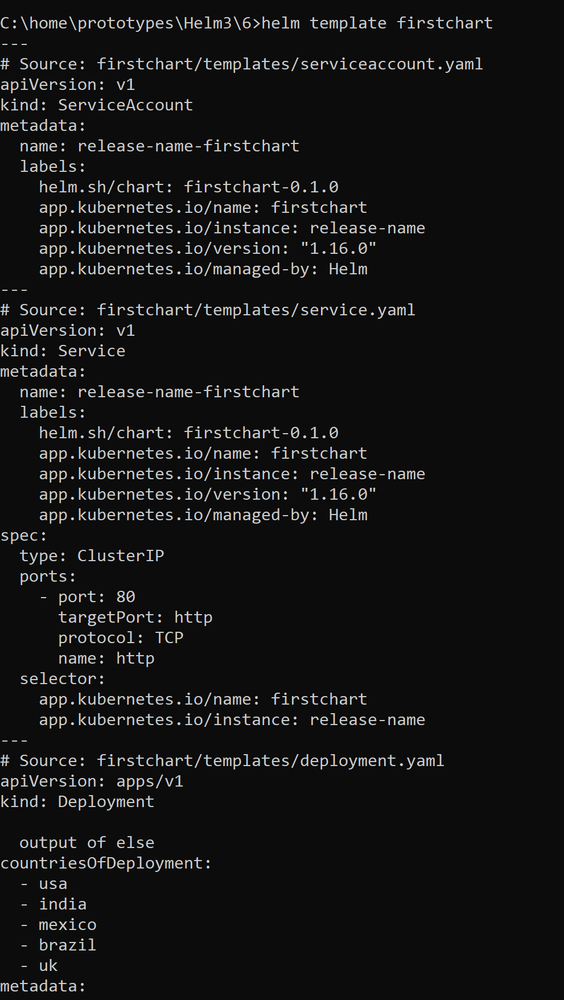 C:\home\prototypes\Helm3\6>helm template firstchart
---
# Source: firstchart/templates/serviceaccount.yaml
apiVersion: v1
kind: ServiceAccount
metadata:
  name: release-name-firstchart
  labels:
    helm.sh/chart: firstchart-0.1.0
    app.kubernetes.io/name: firstchart
    app.kubernetes.io/instance: release-name
    app.kubernetes.io/version: "1.16.0"
    app.kubernetes.io/managed-by: Helm
---
# Source: firstchart/templates/service.yaml
apiVersion: v1
kind: Service
metadata:
  name: release-name-firstchart
  labels:
    helm.sh/chart: firstchart-0.1.0
    app.kubernetes.io/name: firstchart
    app.kubernetes.io/instance: release-name
    app.kubernetes.io/version: "1.16.0"
    app.kubernetes.io/managed-by: Helm
spec:
  type: ClusterIP
  ports:
    - port: 80
      targetPort: http
      protocol: TCP
      name: http
  selector:
    app.kubernetes.io/name: firstchart
    app.kubernetes.io/instance: release-name
---
# Source: firstchart/templates/deployment.yaml
apiVersion: apps/v1
kind: Deployment

  output of else
countriesOfDeployment:
  - usa
  - india
  - mexico
  - brazil
  - uk
metadata: